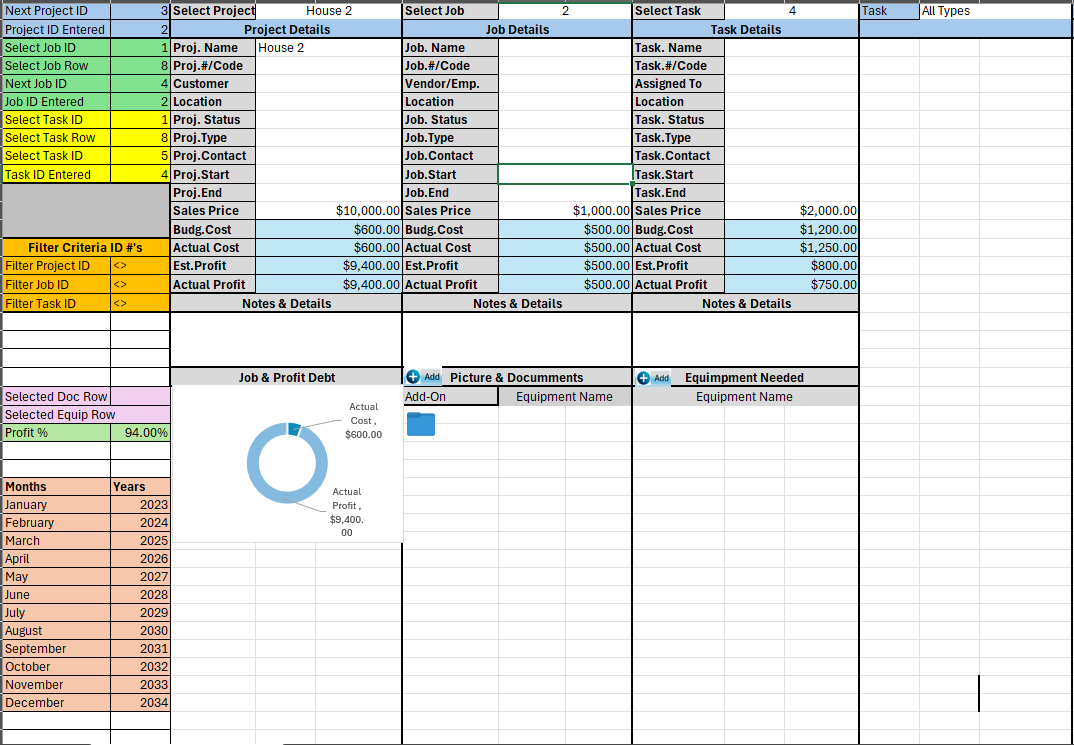 Next Project ID 3 Select Project House 2 Select Job 2 Select Task 4 Task All Types
Project ID Entered 2 Project Details Job Details Task Details
Select Job ID 1 Proj. Name House 2 Job. Name Task. Name
Select Job Row 8 Proj.#/Code Job.#/Code Task.#/Code
Next Job ID 4 Customer Vendor/Emp. Assigned To
Job ID Entered 2 Location Location Location
Select Task ID 1 Proj. Status Job. Status Task. Status
Select Task Row 8 Proj.Type Job.Type Task.Type
Select Task ID 5 Proj.Contact Job.Contact Task.Contact
Task ID Entered 4 Proj.Start Job.Start Task.Start
Proj.End Job.End Task.End
Sales Price $10,000.00 Sales Price $1,000.00 Sales Price $2,000.00
Budg.Cost $600.00 Budg.Cost $500.00 Budg.Cost $1,200.00
Filter Criteria ID #'s Actual Cost $600.00 Actual Cost $500.00 Actual Cost $1,250.00
Filter Project ID <> Est.Profit $9,400.00 Est.Profit $500.00 Est.Profit $800.00
Filter Job ID <> Actual Profit $9,400.00 Actual Profit $500.00 Actual Profit $750.00
Filter Task ID <> Notes & Details Notes & Details Notes & Details
Job & Profit Debt Add Picture & Documments Add Equimpment Needed
Selected Doc Row Add-On Equipment Name Equipment Name
Selected Equip Row
Profit % 94.00%
Actual
Cost ,
$600.00
Actual
Profit ,
$9,400.
00
Months Years
January 2023
February 2024
March 2025
April 2026
May 2027
June 2028
July 2029
August 2030
September 2031
October 2032
November 2033
December 2034